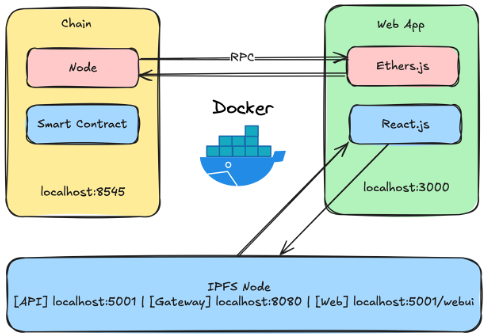 Chain
Web App
Node
RPC
Ethers.js
Smart Contract
Docker
React.js
localhost:8545
localhost:3000
IPFS Node
[API] localhost:5001 | [Gateway] localhost:8080 | [Web] localhost:5001/webui